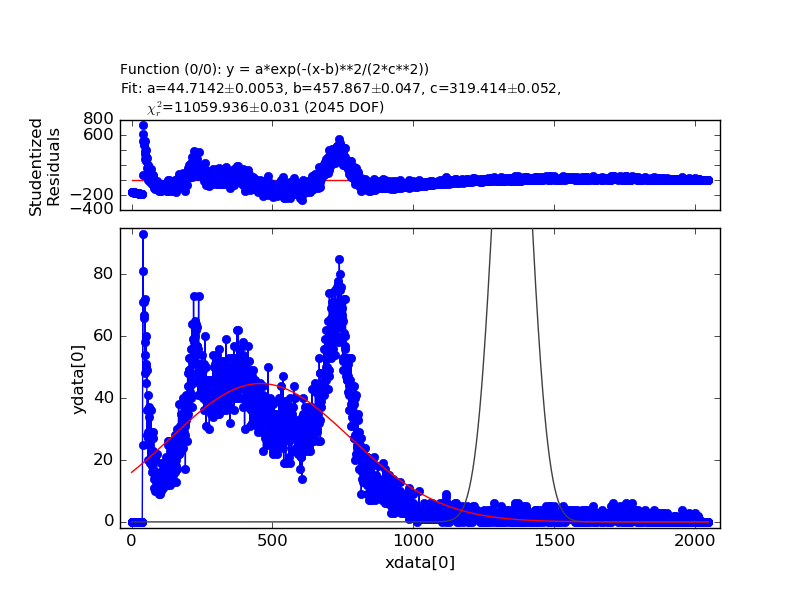 Function (0/0): y = a*exp(-(x-b)**2/(2*c**2))
Fit: a=44.7142±0.0053, b=457.867±0.047, c=319.414±0.052,
χ²ᵣ=11059.936±0.031 (2045 DOF)
Studentized
Residuals
800
600
−200
−400
ydata[0]
80
60
40
20
0
0 500 1000 1500 2000
xdata[0]